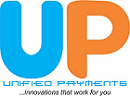 UP
UNIFIED PAYMENTS
...Innovations that work for you